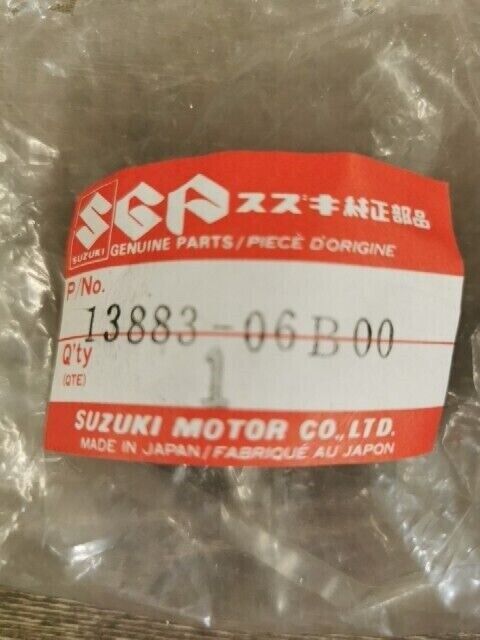 SGP スズキ純正部品
SUZUKI GENUINE PARTS/PIECE D'ORIGINE
P/No.
13883-06B00
Q'ty 1
(QTE)
SUZUKI MOTOR CO., LTD.
MADE IN JAPAN/FABRIQUÉ AU JAPON